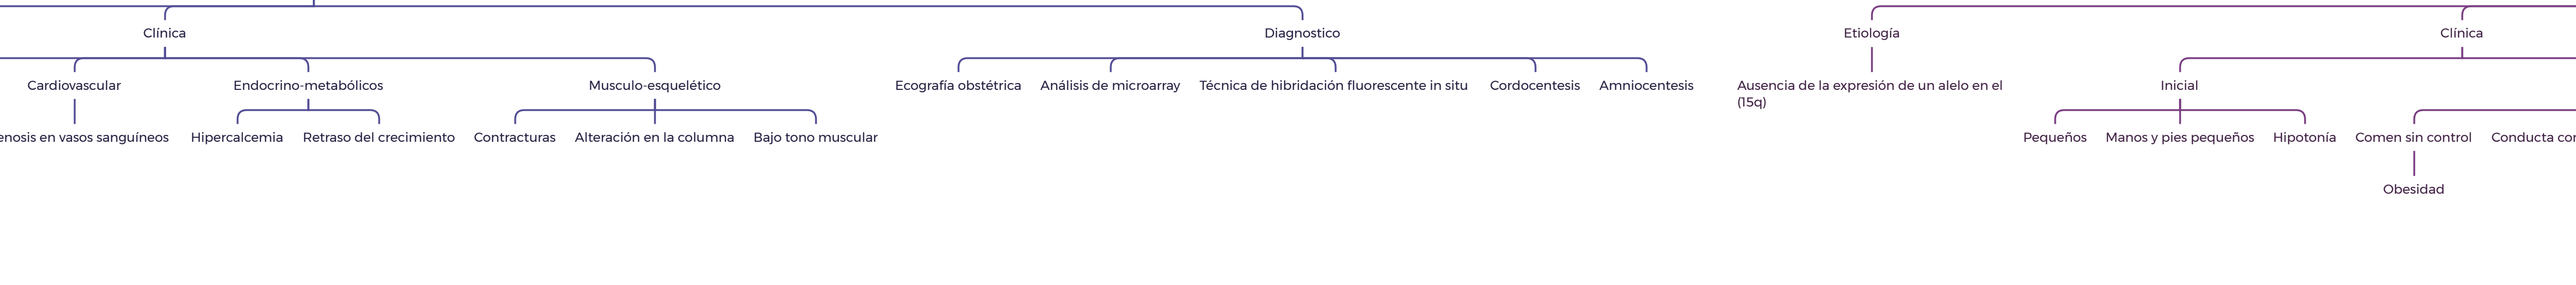 Clínica
Diagnostico
Etiología
Clínica
Cardiovascular
Endocrino-metabólicos
Musculo-esquelético
Ecografía obstétrica
Análisis de microarray
Técnica de hibridación fluorescente in situ
Cordocentesis
Amniocentesis
Ausencia de la expresión de un alelo en el
(15q)
Inicial
en vasos sanguíneos
Hipercalcemia
Retraso del crecimiento
Contracturas
Alteración en la columna
Bajo tono muscular
Pequeños
Manos y pies pequeños
Hipotonía
Comen sin control
Conducta
Obesidad